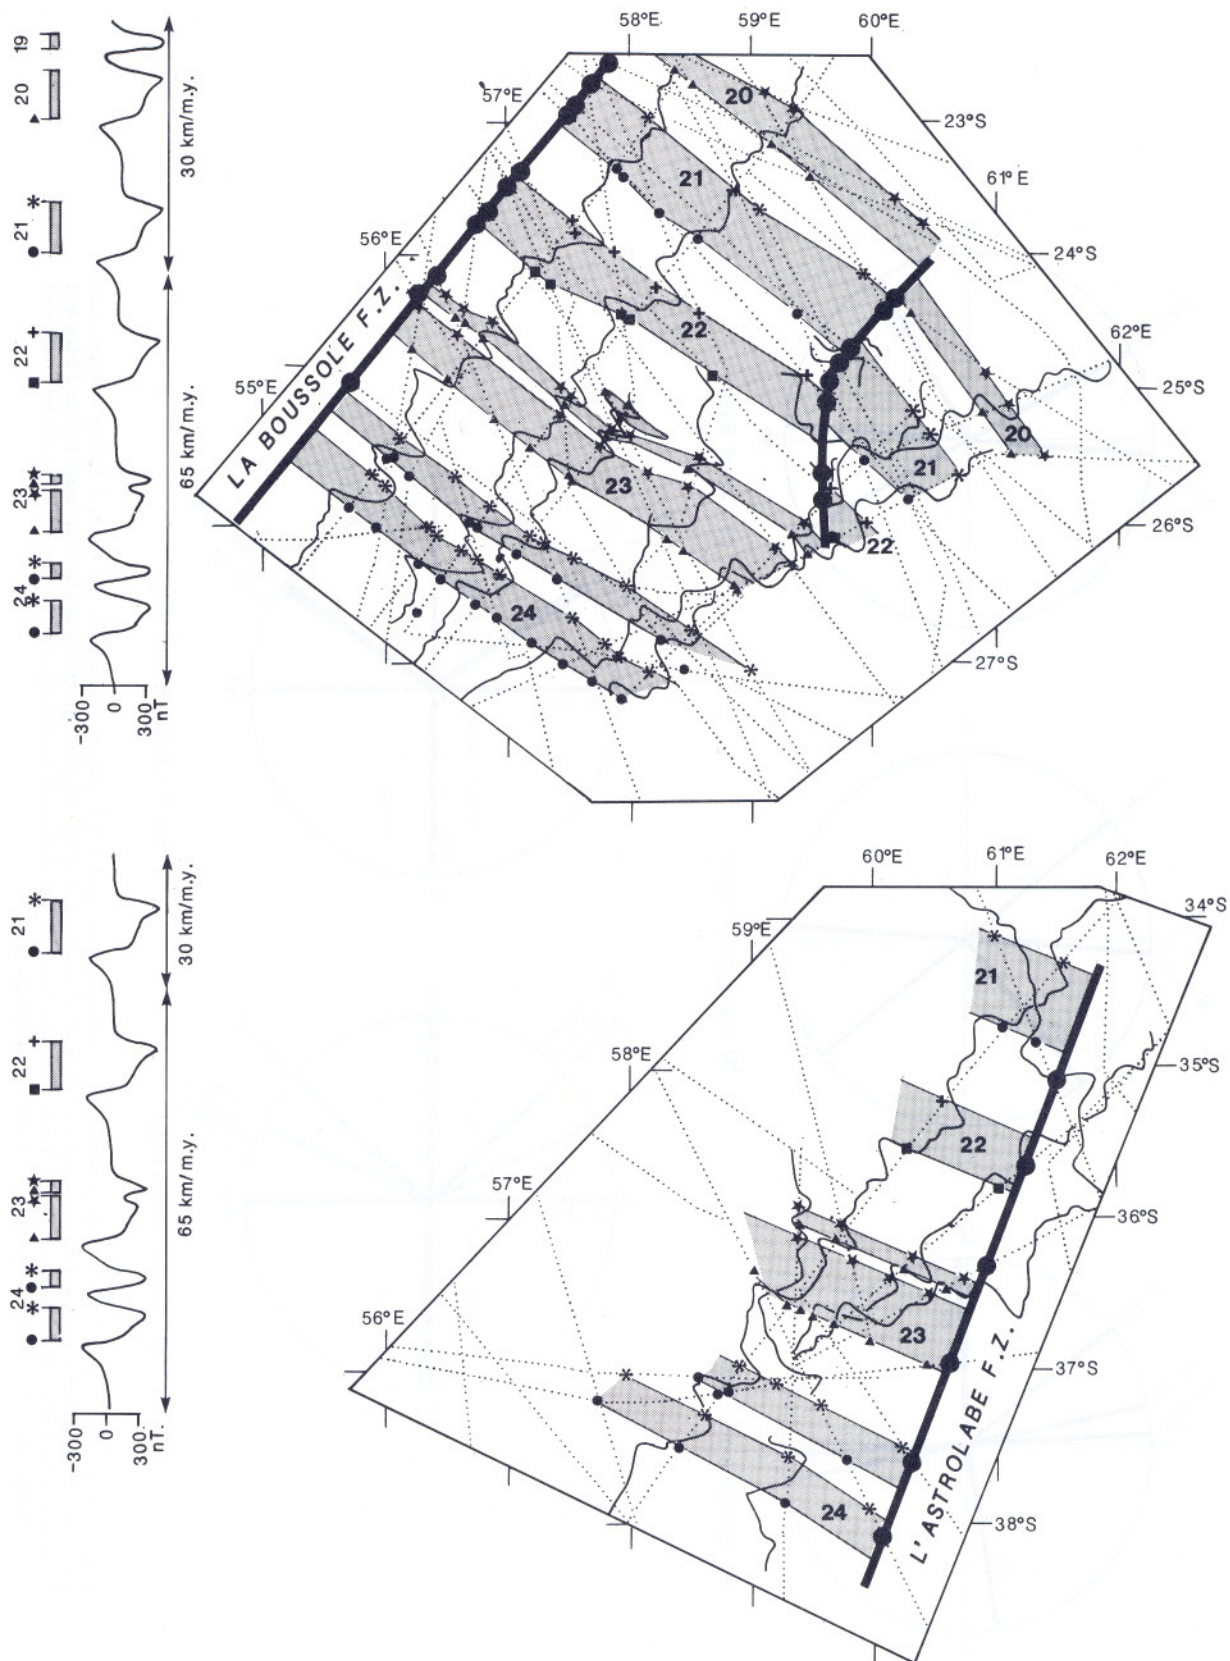 19
20
21
22
23
24
30 km/m.y.
65 km/m.y.
-300
0
300
nT
58°E
59°E
60°E
57°E
23°S
61°E
56°E
24°S
62°E
55°E
25°S
26°S
27°S
LA BOUSSOLE F.Z.
20
21
22
23
24
21
20
22
21
22
23
24
30 km/m.y.
65 km/m.y.
-300
0
300
nT
60°E
61°E
62°E
34°S
59°E
58°E
35°S
57°E
36°S
56°E
37°S
38°S
21
22
23
24
L'ASTROLABE F.Z.